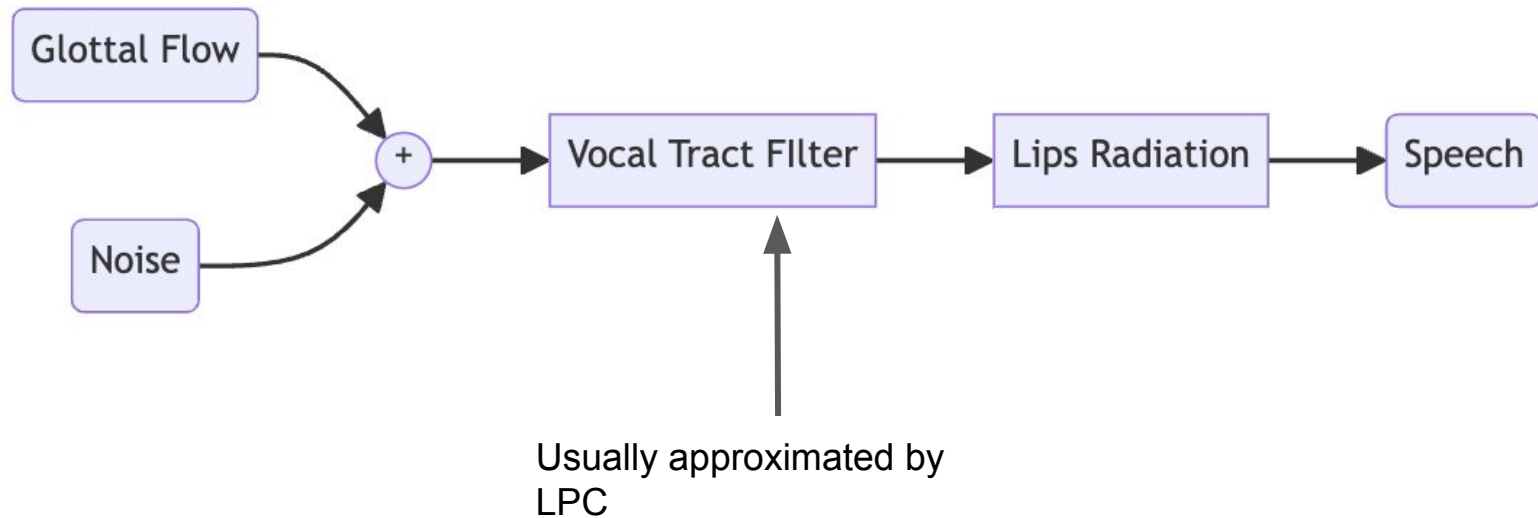 Glottal Flow
+
Vocal Tract FIlter
Lips Radiation
Speech
Noise
Usually approximated by
LPC